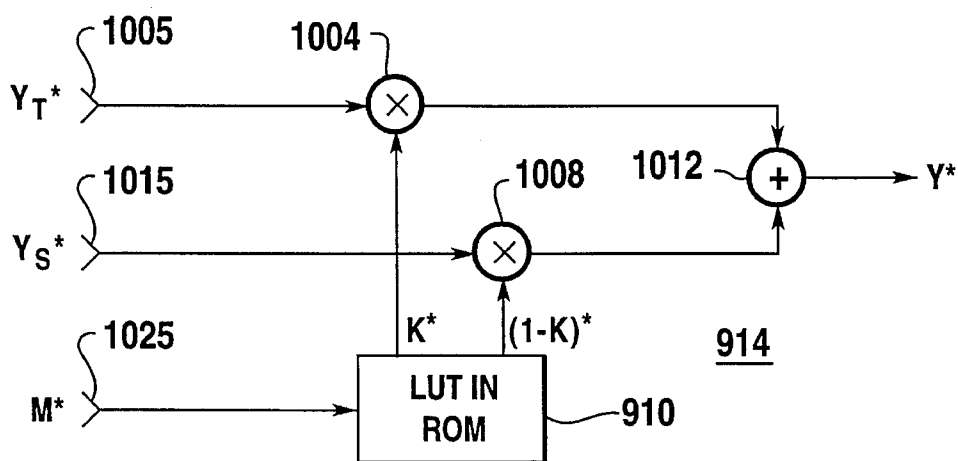 1005
1004
Y_T*
1015
1008
1012
+
Y*
×
×
Y_S*
1025
K*
(1-K)*
914
M*
LUT IN
ROM
910